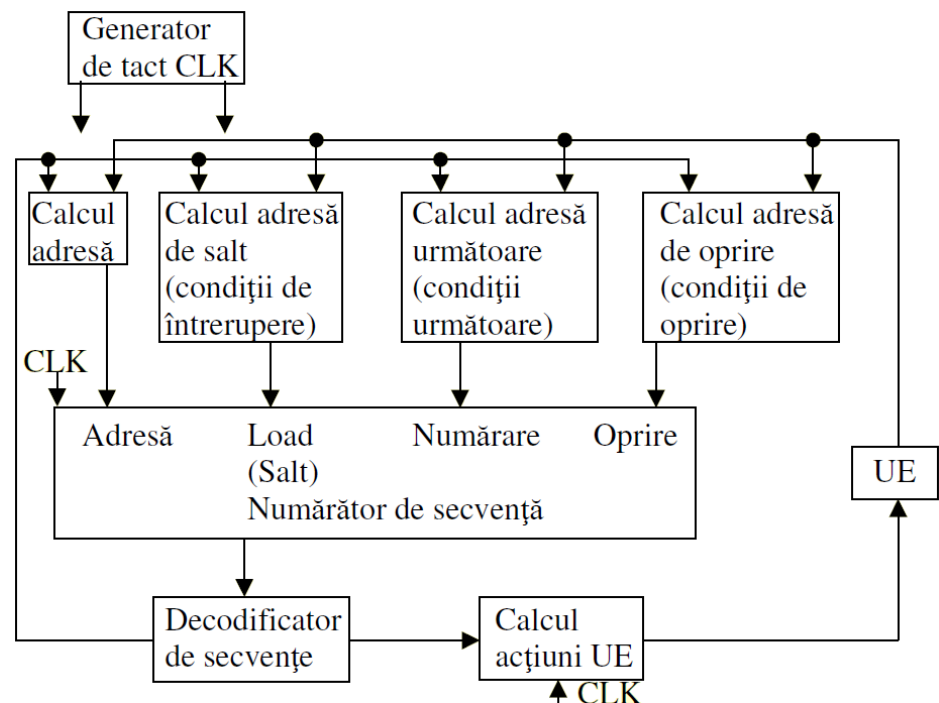 Generator
de tact CLK
Calcul
adresă
Calcul adresă
de salt
(condiţii de
întrerupere)
Calcul adresă
următoare
(condiţii
următoare)
Calcul adresă
de oprire
(condiţii de
oprire)
CLK
Adresă
Load
(Salt)
Numărare
Oprire
Numărător de secvenţă
UE
Decodificator
de secvenţe
Calcul
acţiuni UE
CLK